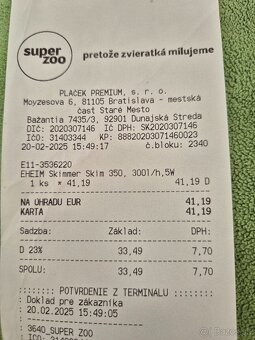 super zoo
pretože zvieratká milujeme
PLACEK PREMIUM, s. r. o.
Moyzesova 6, 81105 Bratislava - mestská
časť Staré Mesto
Bažantia 7435/3, 92901 Dunajská Streda
DIČ: 2020307146 IČ DPH: SK2020307146
IČO: 31403344 KP: 88820203071460023
20-02-2025 15:49:17 č.bloku: 2340
E11-3536220
EHEIM Skimmer Skim 350, 300l/h,5W
1 ks * 41,19 41,19 D
NA ÚHRADU EUR 41,19
KARTA 41,19
Sadzba: Základ: DPH:
D 23% 33,49 7,70
SPOLU: 33,49 7,70
POTVRDENIE Z TERMINALU
Doklad pre zákazníka
20.02.2025 15:49:05
3640_SUPER ZOO